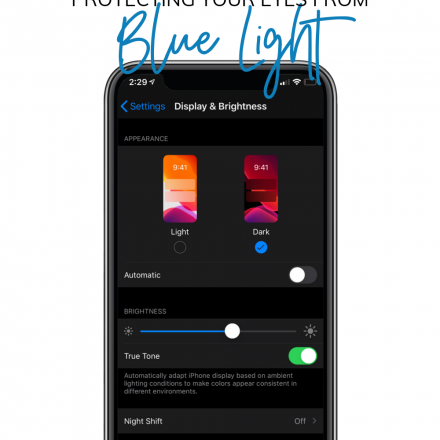 PROTECTING YOUR EYES FROM
Blue Light
2:29
Settings
Display & Brightness
APPEARANCE
9:41
9:41
Light
Dark
Automatic
BRIGHTNESS
True Tone
Automatically adapt iPhone display based on ambient
lighting conditions to make colors appear consistent in
different environments.
Night Shift
Off